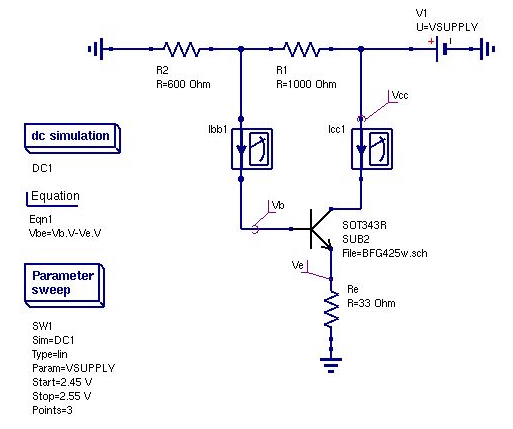 V1
U=VSUPPLY
+
R2
R=600 Ohm
R1
R=1000 Ohm
Vcc
Ibb1
Icc1
dc simulation
DC1
Equation
Eqn1
Vbe=Vb.V-Ve.V
Vb
SOT343R
SUB2
File=BFG425w.sch
Ve
Re
R=33 Ohm
Parameter
sweep
SW1
Sim=DC1
Type=lin
Param=VSUPPLY
Start=2.45 V
Stop=2.55 V
Points=3